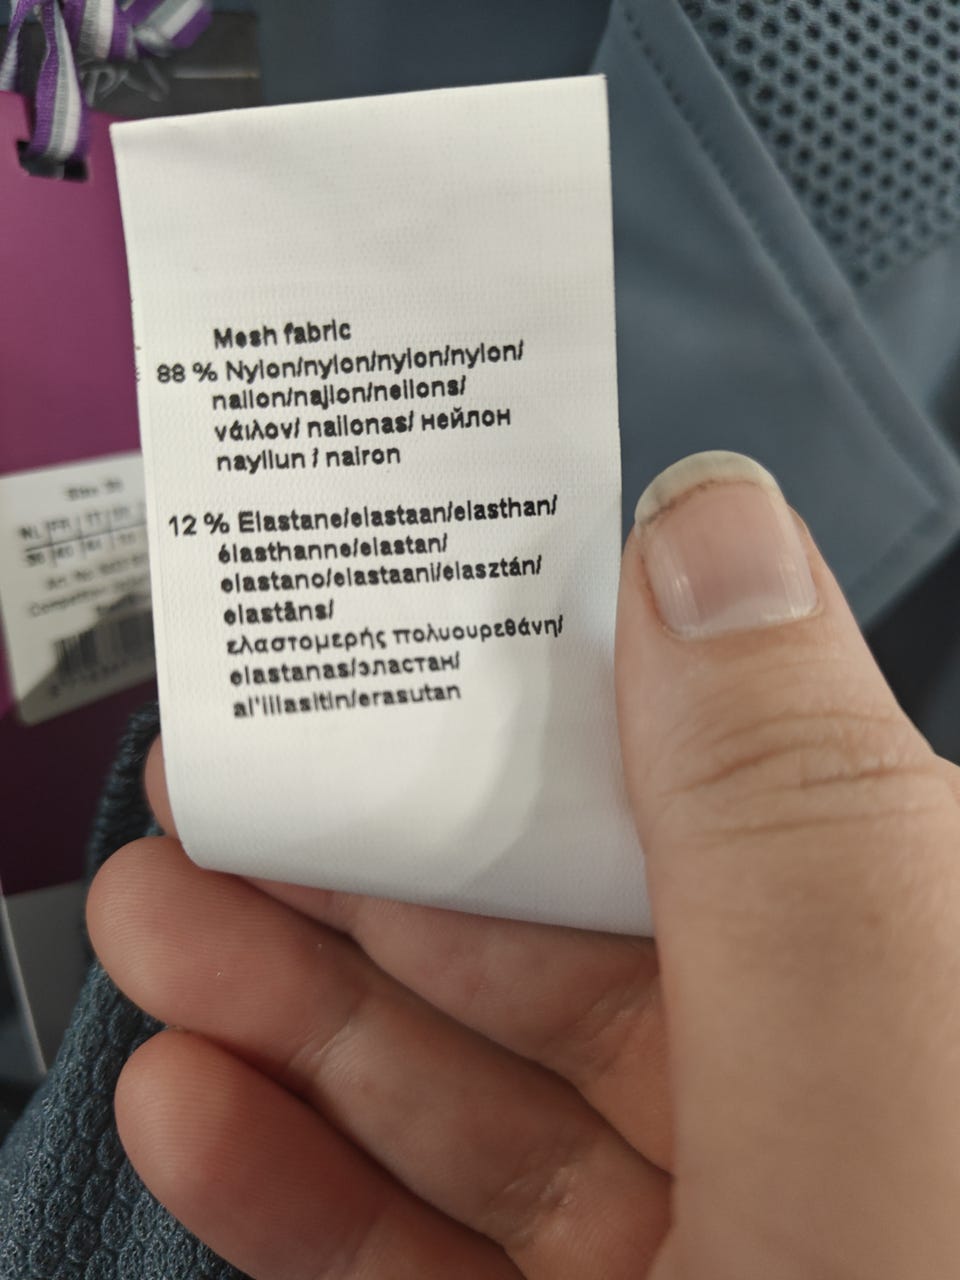 Mesh fabric
88 % Nylon/nylon/nylon/nylon/
nailon/najlon/neilons/
νάιλον/ nailonas/ нейлон
nayilun / nairon
12 % Elastane/elastaan/elasthan/
élasthanne/elastan/
elastano/elastaani/elasztán/
elastāns/
ελαστομερής πολυουρεθάνη/
elastanas/эластан/
al'illasitin/erasutan